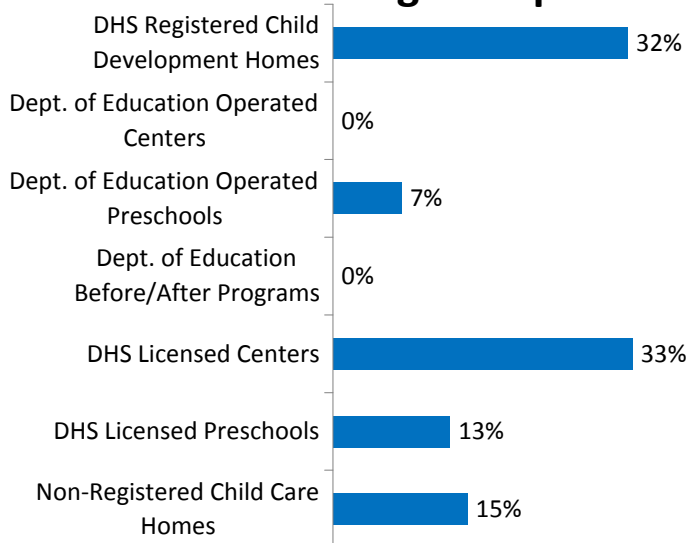 DHS Registered Child
Development Homes
32%
Dept. of Education Operated
Centers
0%
Dept. of Education Operated
Preschools
7%
Dept. of Education
Before/After Programs
0%
DHS Licensed Centers
33%
DHS Licensed Preschools
13%
Non-Registered Child Care
Homes
15%